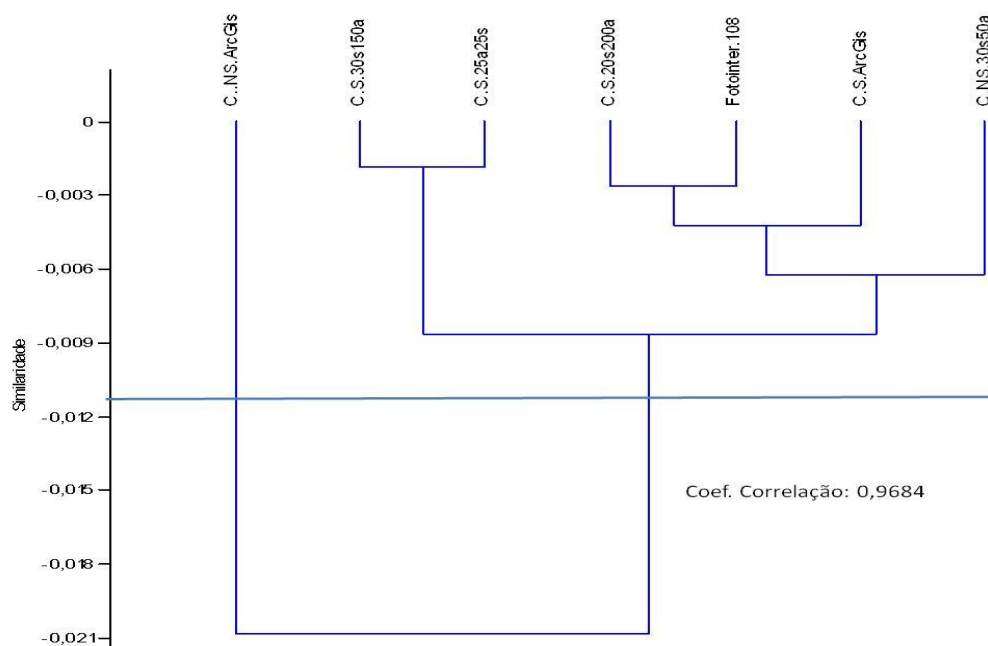 C..NS.ArcGis
C.S.30s150a
C.S.25a25s
C.S.20s200a
Fotointer.108
C.S.ArcGis
C.NS.30s50a
0
-0,003
-0,006
-0,009
-0,012
-0,015
-0,018
-0,021
Similaridade
Coef. Correlação: 0,9684